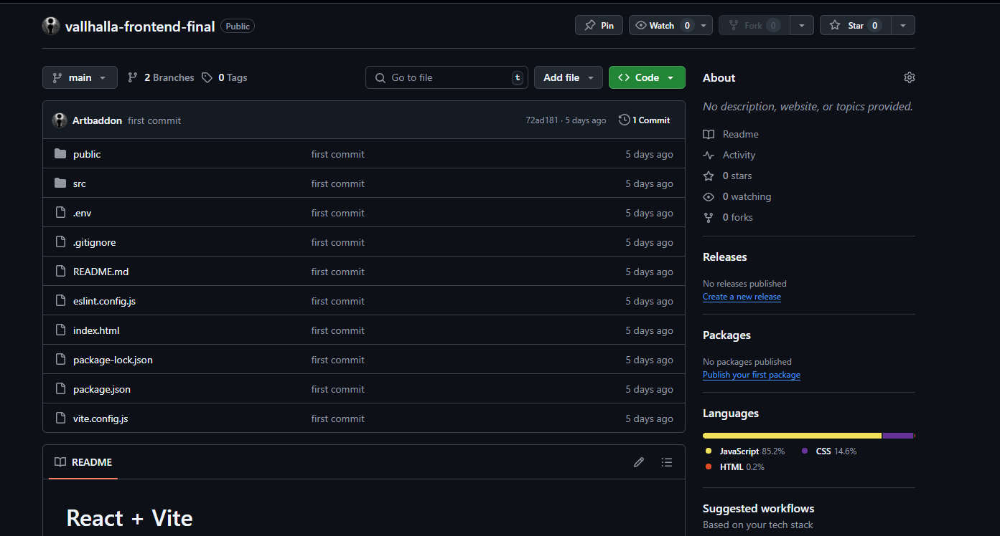 vallhalla-frontend-final Public Pin Watch 0 Fork 0 Star 0
main 2 Branches 0 Tags Go to file t Add file Code
Artbaddon first commit 72ad181 · 5 days ago 1 Commit
public first commit 5 days ago
src first commit 5 days ago
.env first commit 5 days ago
.gitignore first commit 5 days ago
README.md first commit 5 days ago
eslint.config.js first commit 5 days ago
index.html first commit 5 days ago
package-lock.json first commit 5 days ago
package.json first commit 5 days ago
vite.config.js first commit 5 days ago
README
React + Vite
About
No description, website, or topics provided.
Readme
Activity
0 stars
0 watching
0 forks
Releases
No releases published
Create a new release
Packages
No packages published
Publish your first package
Languages
JavaScript 85.2% CSS 14.6%
HTML 0.2%
Suggested workflows
Based on your tech stack